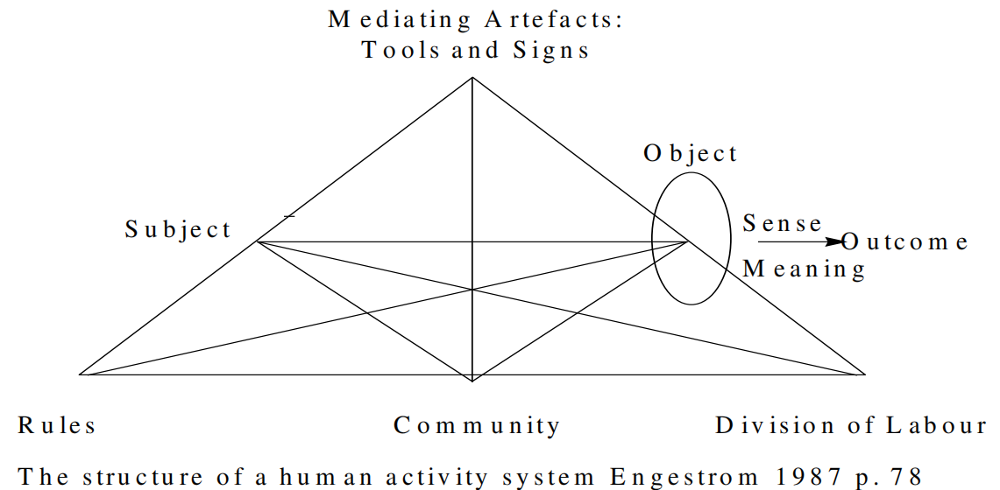 Mediating Artefacts:
Tools and Signs
Object
Subject
Sense
Outcome
Meaning
Rules
Community
Division of Labour
The structure of a human activity system Engestrom 1987 p.78